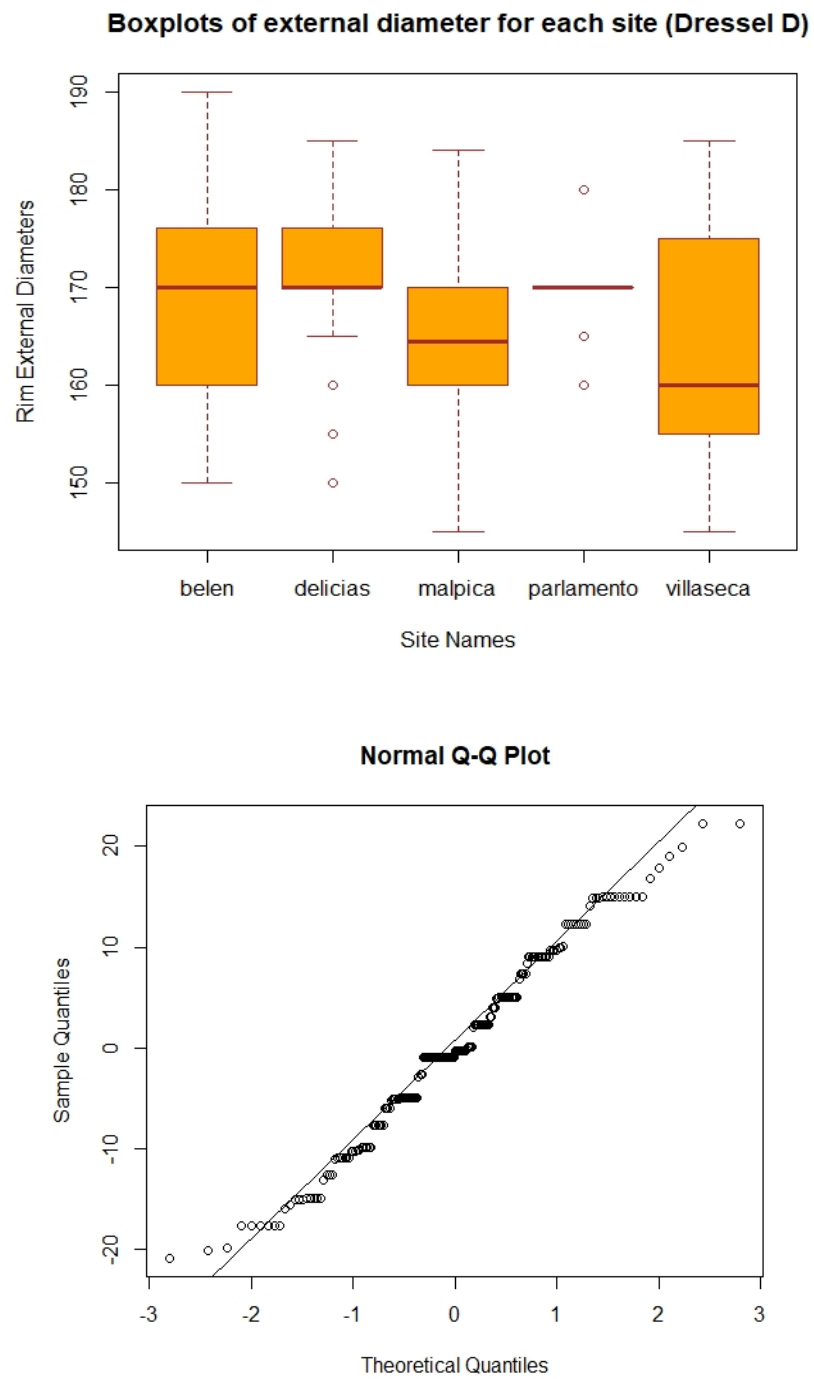 Boxplots of external diameter for each site (Dressel D)
Rim External Diameters
190
180
170
160
150
belen delicias malpica parlamento villaseca
Site Names
Normal Q-Q Plot
Sample Quantiles
20
10
0
-10
-20
-3 -2 -1 0 1 2 3
Theoretical Quantiles